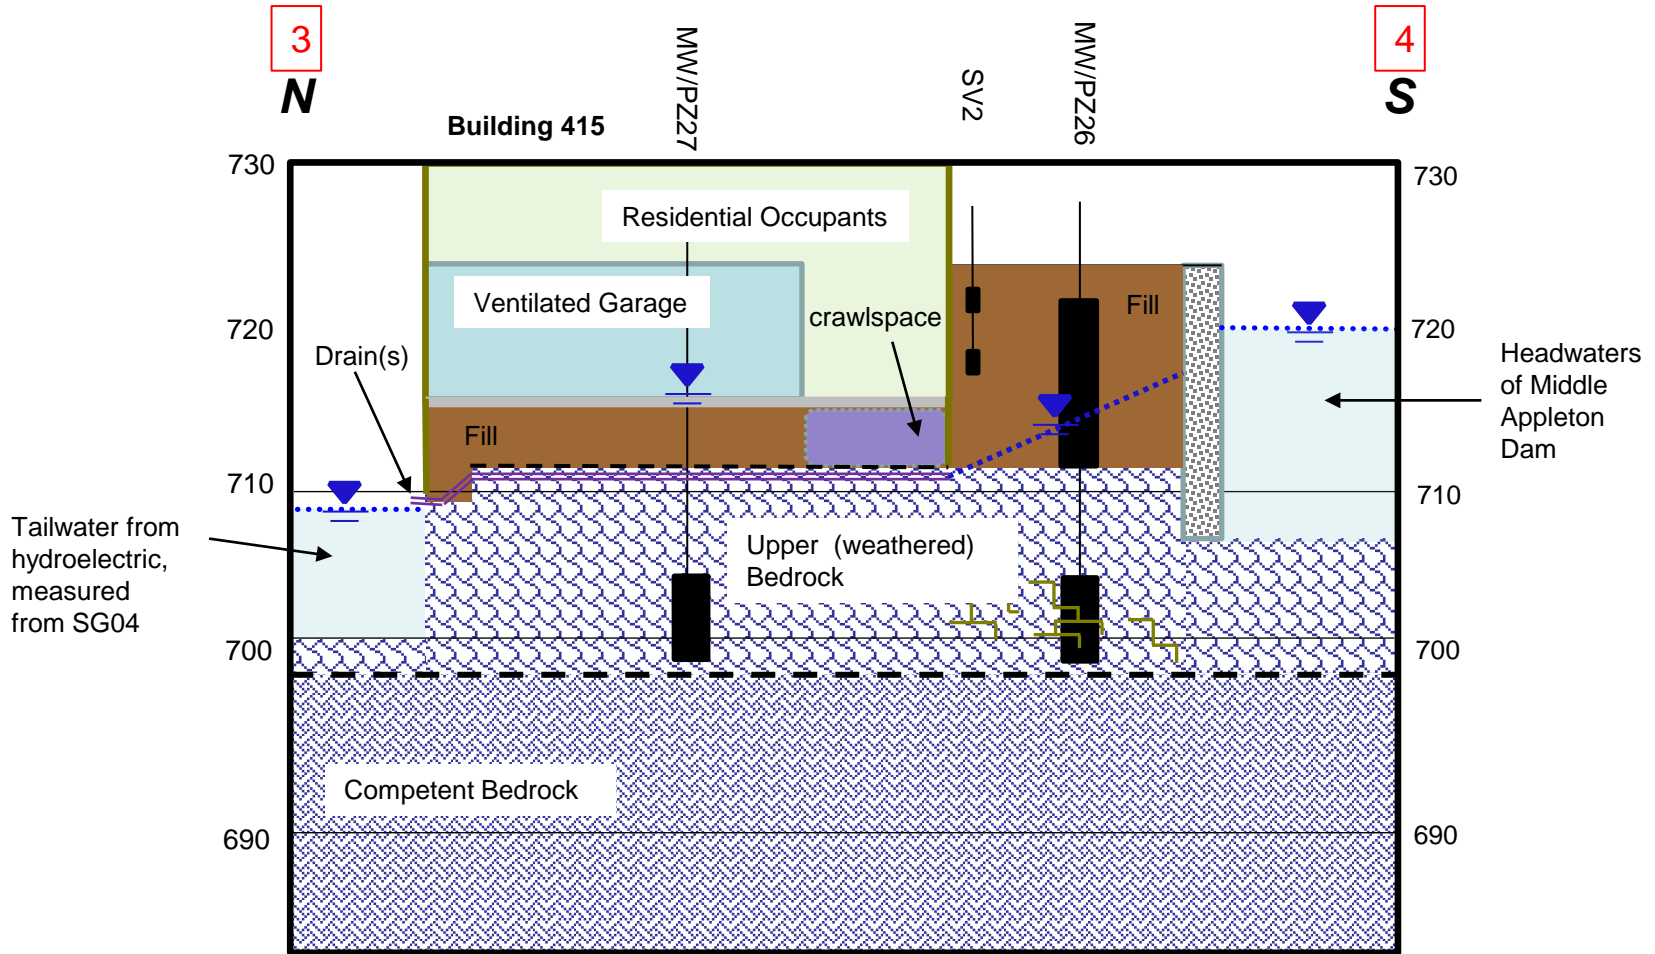 3
4
N
S
MW/PZ27
SV2
MW/PZ26
Building 415
730
730
Residential Occupants
Ventilated Garage
crawlspace
Fill
720
720
Drain(s)
Headwaters
of Middle
Appleton
Dam
Fill
710
710
Tailwater from
hydroelectric,
measured
from SG04
Upper (weathered)
Bedrock
700
700
Competent Bedrock
690
690